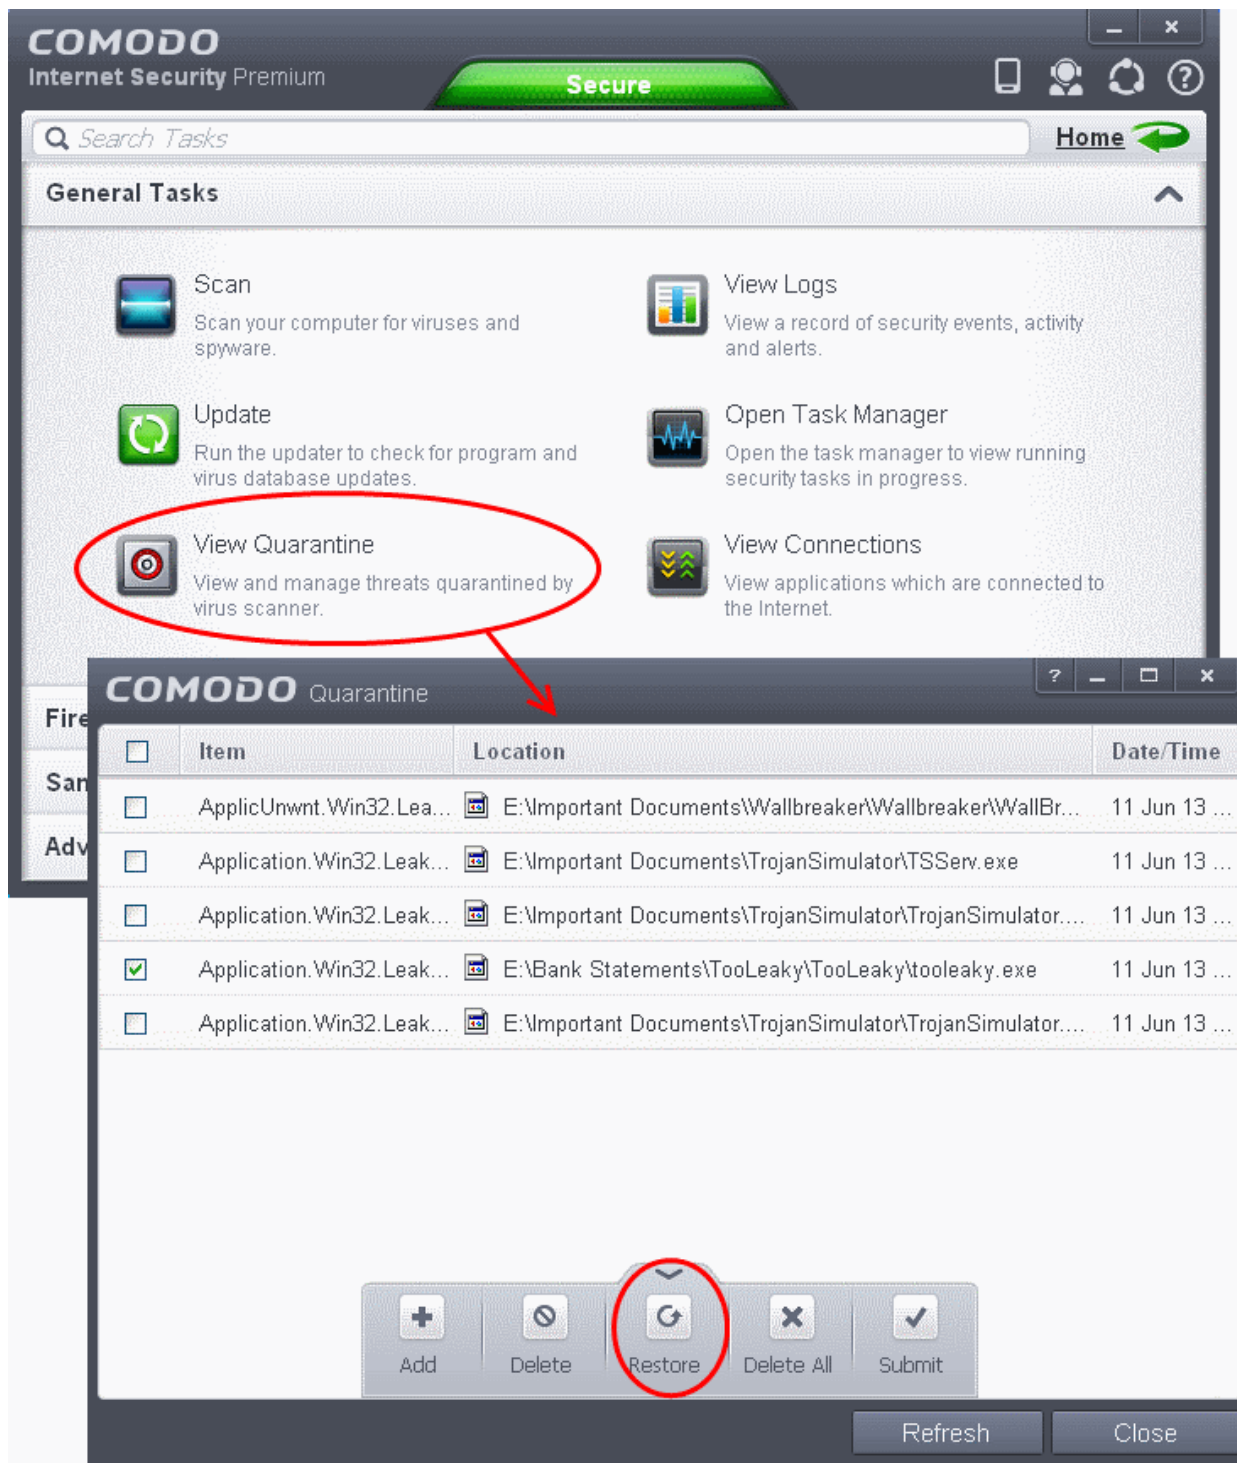 COMODO
Internet Security Premium
Secure
Search Tasks
Home
General Tasks
Scan
Scan your computer for viruses and
spyware.
View Logs
View a record of security events, activity
and alerts.
Update
Run the updater to check for program and
virus database updates.
Open Task Manager
Open the task manager to view running
security tasks in progress.
View Quarantine
View and manage threats quarantined by
virus scanner.
View Connections
View applications which are connected to
the Internet.
Fire
San
Adv
COMODO Quarantine
?
Item Location Date/Time
ApplicUnwnt.Win32.Lea... E:\Important Documents\Wallbreaker\Wallbreaker\WallBr... 11 Jun 13 ...
Application.Win32.Leak... E:\Important Documents\TrojanSimulator\TSServ.exe 11 Jun 13 ...
Application.Win32.Leak... E:\Important Documents\TrojanSimulator\TrojanSimulator.... 11 Jun 13 ...
Application.Win32.Leak... E:\Bank Statements\TooLeaky\TooLeaky\tooleaky.exe 11 Jun 13 ...
Application.Win32.Leak... E:\Important Documents\TrojanSimulator\TrojanSimulator.... 11 Jun 13 ...
Add Delete Restore Delete All Submit
Refresh Close